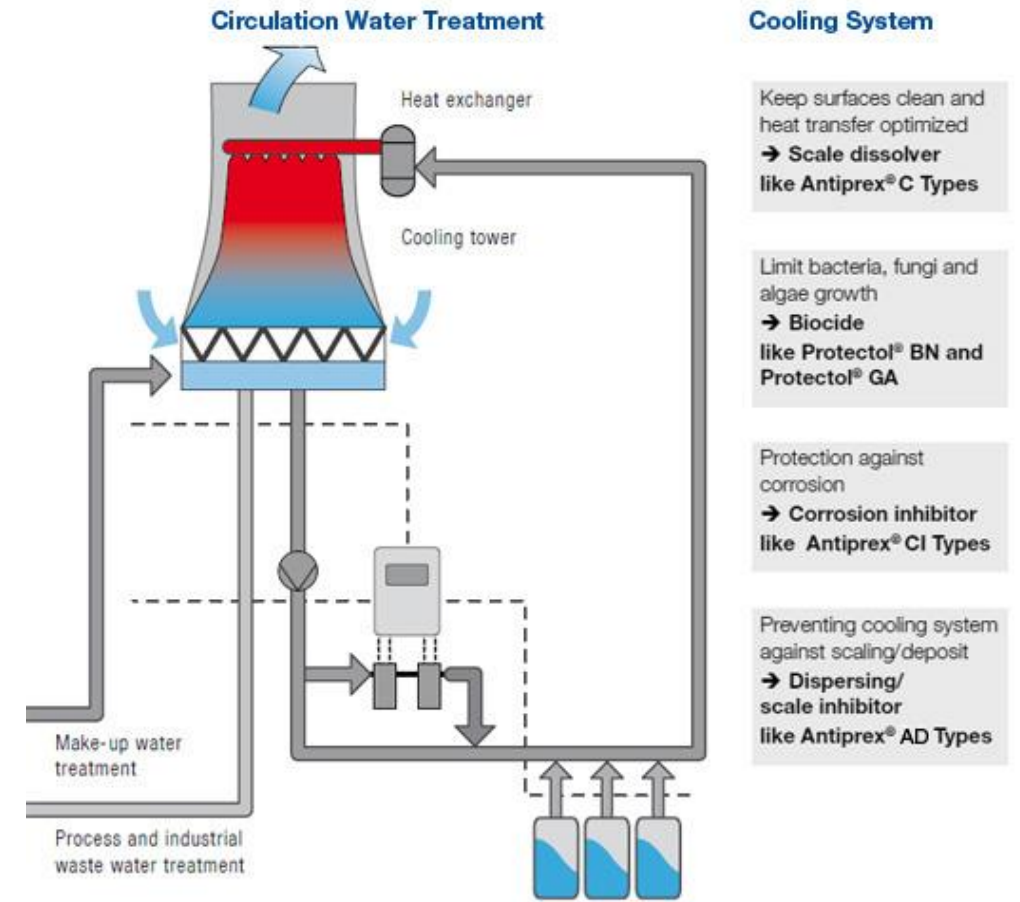 Circulation Water Treatment
Cooling System
Heat exchanger
Cooling tower
Make-up water
treatment
Process and industrial
waste water treatment
Keep surfaces clean and
heat transfer optimized
➔ Scale dissolver
like Antiprex® C Types
Limit bacteria, fungi and
algae growth
➔ Biocide
like Protectol® BN and
Protectol® GA
Protection against
corrosion
➔ Corrosion inhibitor
like Antiprex® CI Types
Preventing cooling system
against scaling/deposit
➔ Dispersing/
scale inhibitor
like Antiprex® AD Types